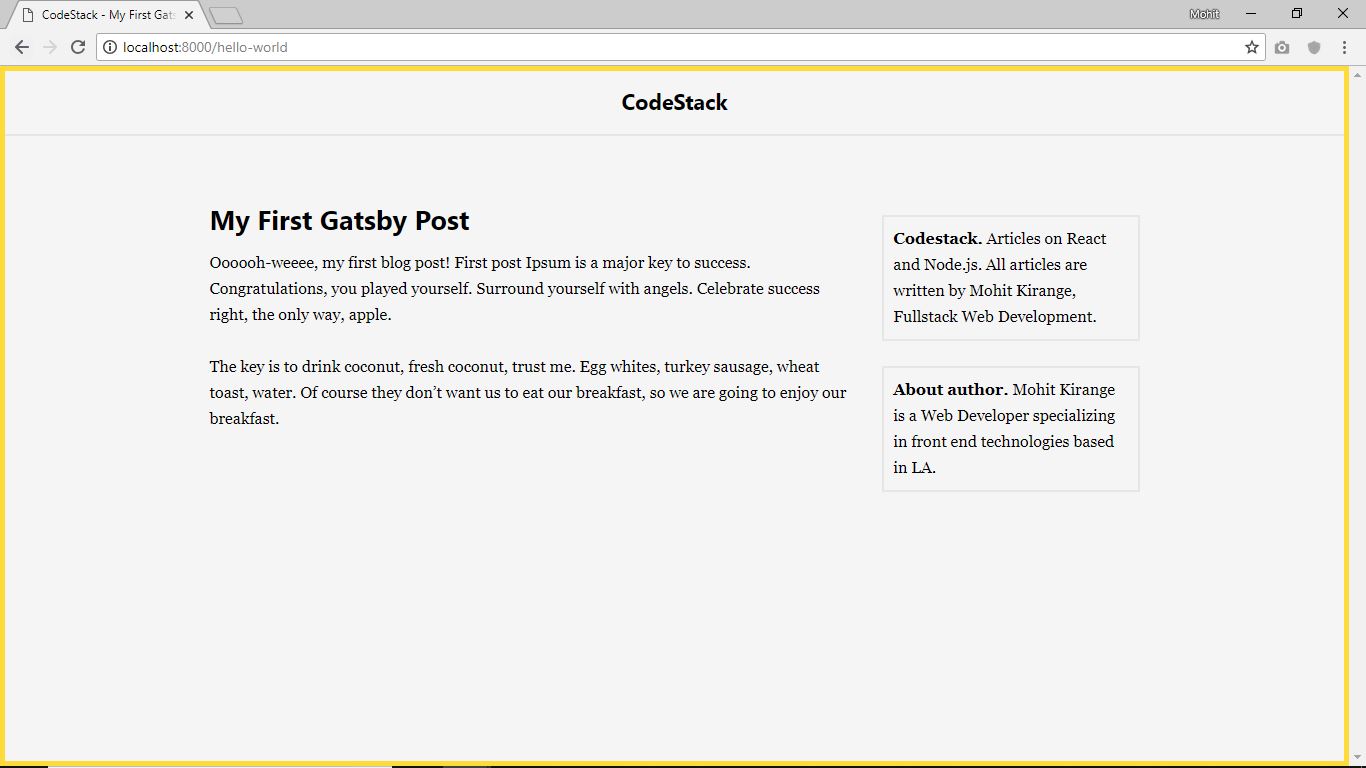 CodeStack - My First Gats
Mohit
localhost:8000/hello-world
CodeStack
My First Gatsby Post
Oooooh-weeee, my first blog post! First post Ipsum is a major key to success.
Congratulations, you played yourself. Surround yourself with angels. Celebrate success
right, the only way, apple.
The key is to drink coconut, fresh coconut, trust me. Egg whites, turkey sausage, wheat
toast, water. Of course they don’t want us to eat our breakfast, so we are going to enjoy our
breakfast.
Codestack. Articles on React
and Node.js. All articles are
written by Mohit Kirange,
Fullstack Web Development.
About author. Mohit Kirange
is a Web Developer specializing
in front end technologies based
in LA.